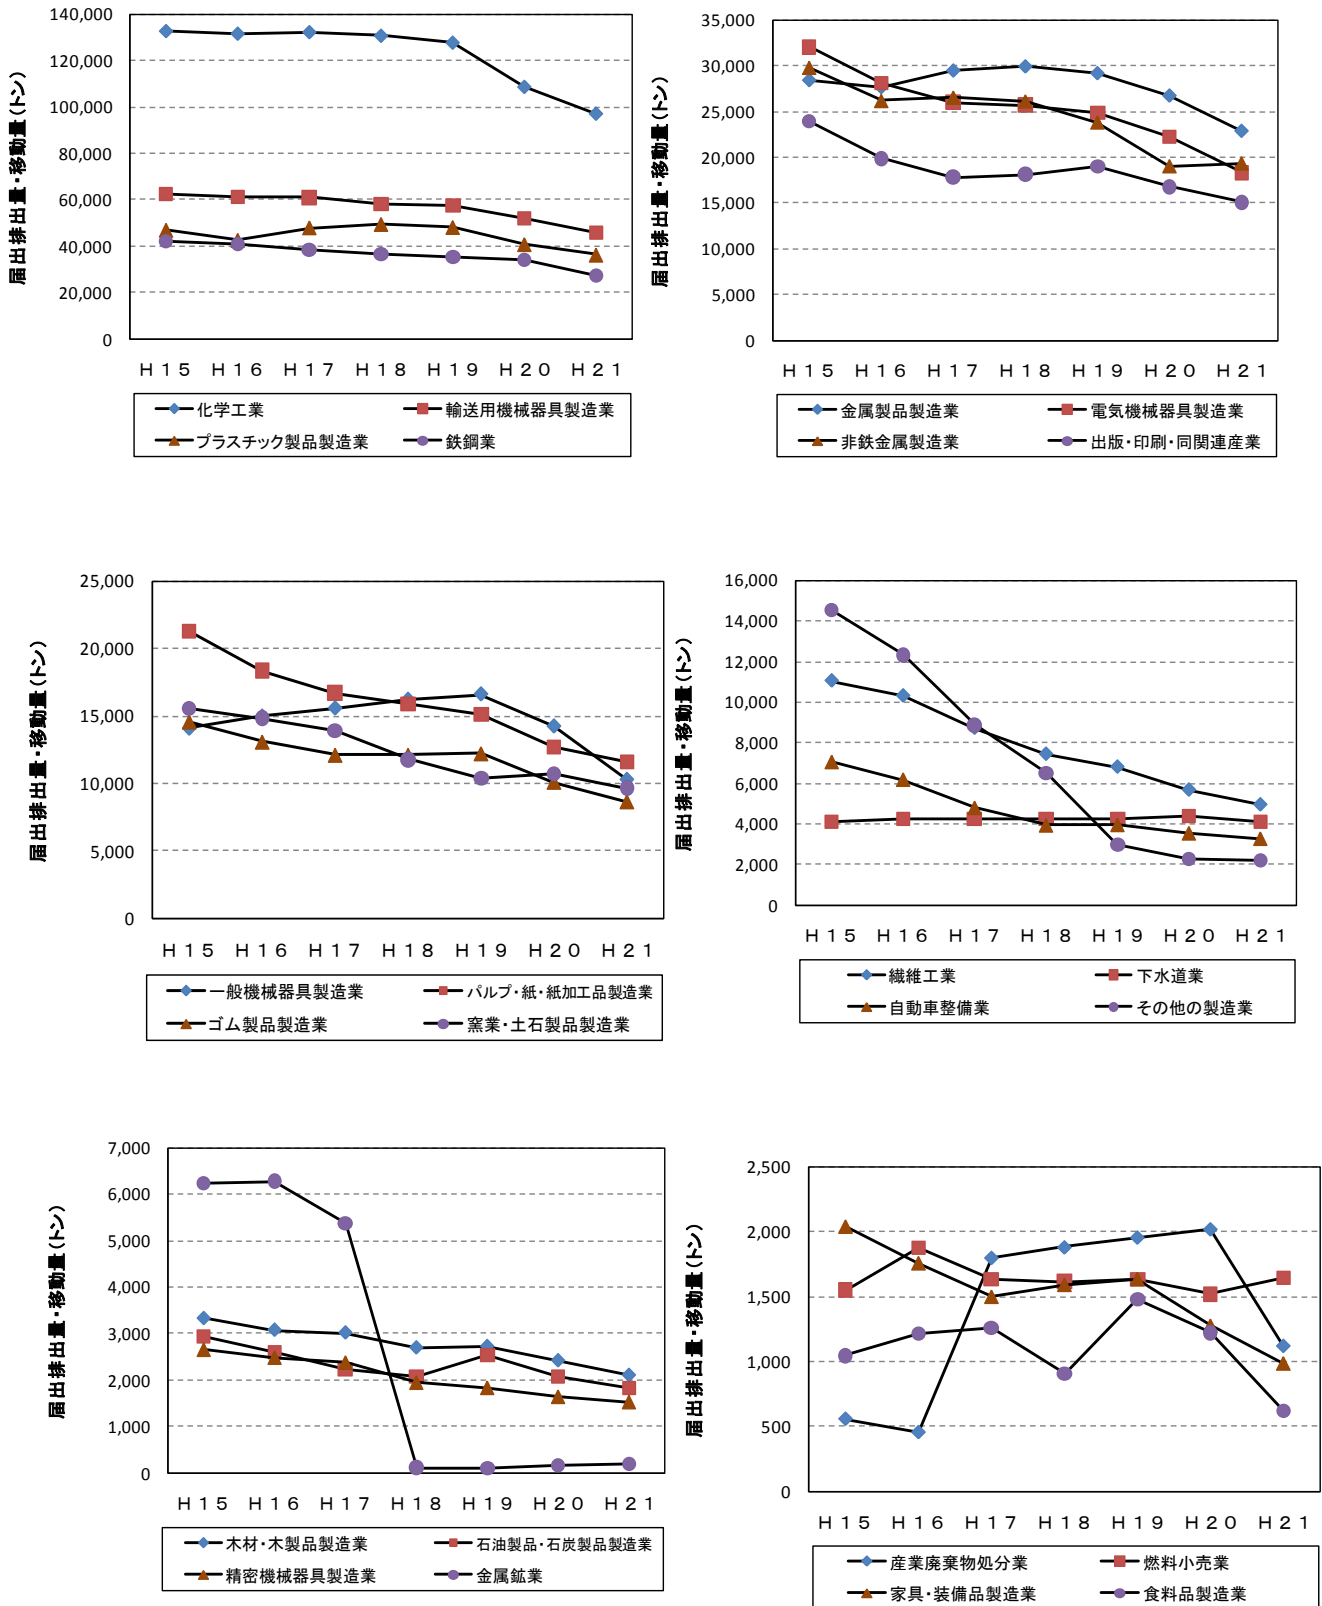 届出排出量・移動量(トン)
140,000
120,000
100,000
80,000
60,000
40,000
20,000
0
Ｈ１５ Ｈ１６ Ｈ１７ Ｈ１８ Ｈ１９ Ｈ２０ Ｈ２１
化学工業 輸送用機械器具製造業
プラスチック製品製造業 鉄鋼業
届出排出量・移動量(トン)
35,000
30,000
25,000
20,000
15,000
10,000
5,000
0
Ｈ１５ Ｈ１６ Ｈ１７ Ｈ１８ Ｈ１９ Ｈ２０ Ｈ２１
金属製品製造業 電気機械器具製造業
非鉄金属製造業 出版・印刷・同関連産業
届出排出量・移動量(トン)
25,000
20,000
15,000
10,000
5,000
0
Ｈ１５ Ｈ１６ Ｈ１７ Ｈ１８ Ｈ１９ Ｈ２０ Ｈ２１
一般機械器具製造業 パルプ・紙・紙加工品製造業
ゴム製品製造業 窯業・土石製品製造業
届出排出量・移動量(トン)
16,000
14,000
12,000
10,000
8,000
6,000
4,000
2,000
0
Ｈ１５ Ｈ１６ Ｈ１７ Ｈ１８ Ｈ１９ Ｈ２０ Ｈ２１
繊維工業 下水道業
自動車整備業 その他の製造業
届出排出量・移動量(トン)
7,000
6,000
5,000
4,000
3,000
2,000
1,000
0
Ｈ１５ Ｈ１６ Ｈ１７ Ｈ１８ Ｈ１９ Ｈ２０ Ｈ２１
木材・木製品製造業 石油製品・石炭製品製造業
精密機械器具製造業 金属鉱業
届出排出量・移動量(トン)
2,500
2,000
1,500
1,000
500
0
Ｈ１５ Ｈ１６ Ｈ１７ Ｈ１８ Ｈ１９ Ｈ２０ Ｈ２１
産業廃棄物処分業 燃料小売業
家具・装備品製造業 食料品製造業